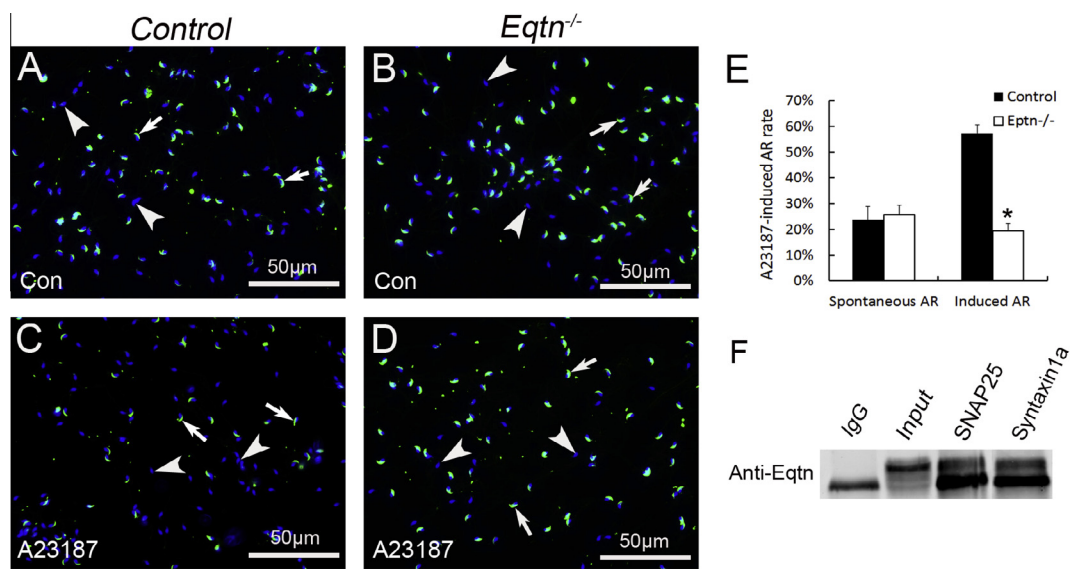 Control
Eqtn-/-
A
Con
50μm
B
Con
50μm
C
A23187
50μm
D
A23187
50μm
E
A23187-induced AR rate
70%
60%
50%
40%
30%
20%
10%
0%
Control
Eptn-/-
*
Spontaneous AR
Induced AR
F
IgG
Input
SNAP25
Syntaxin1a
Anti-Eqtn